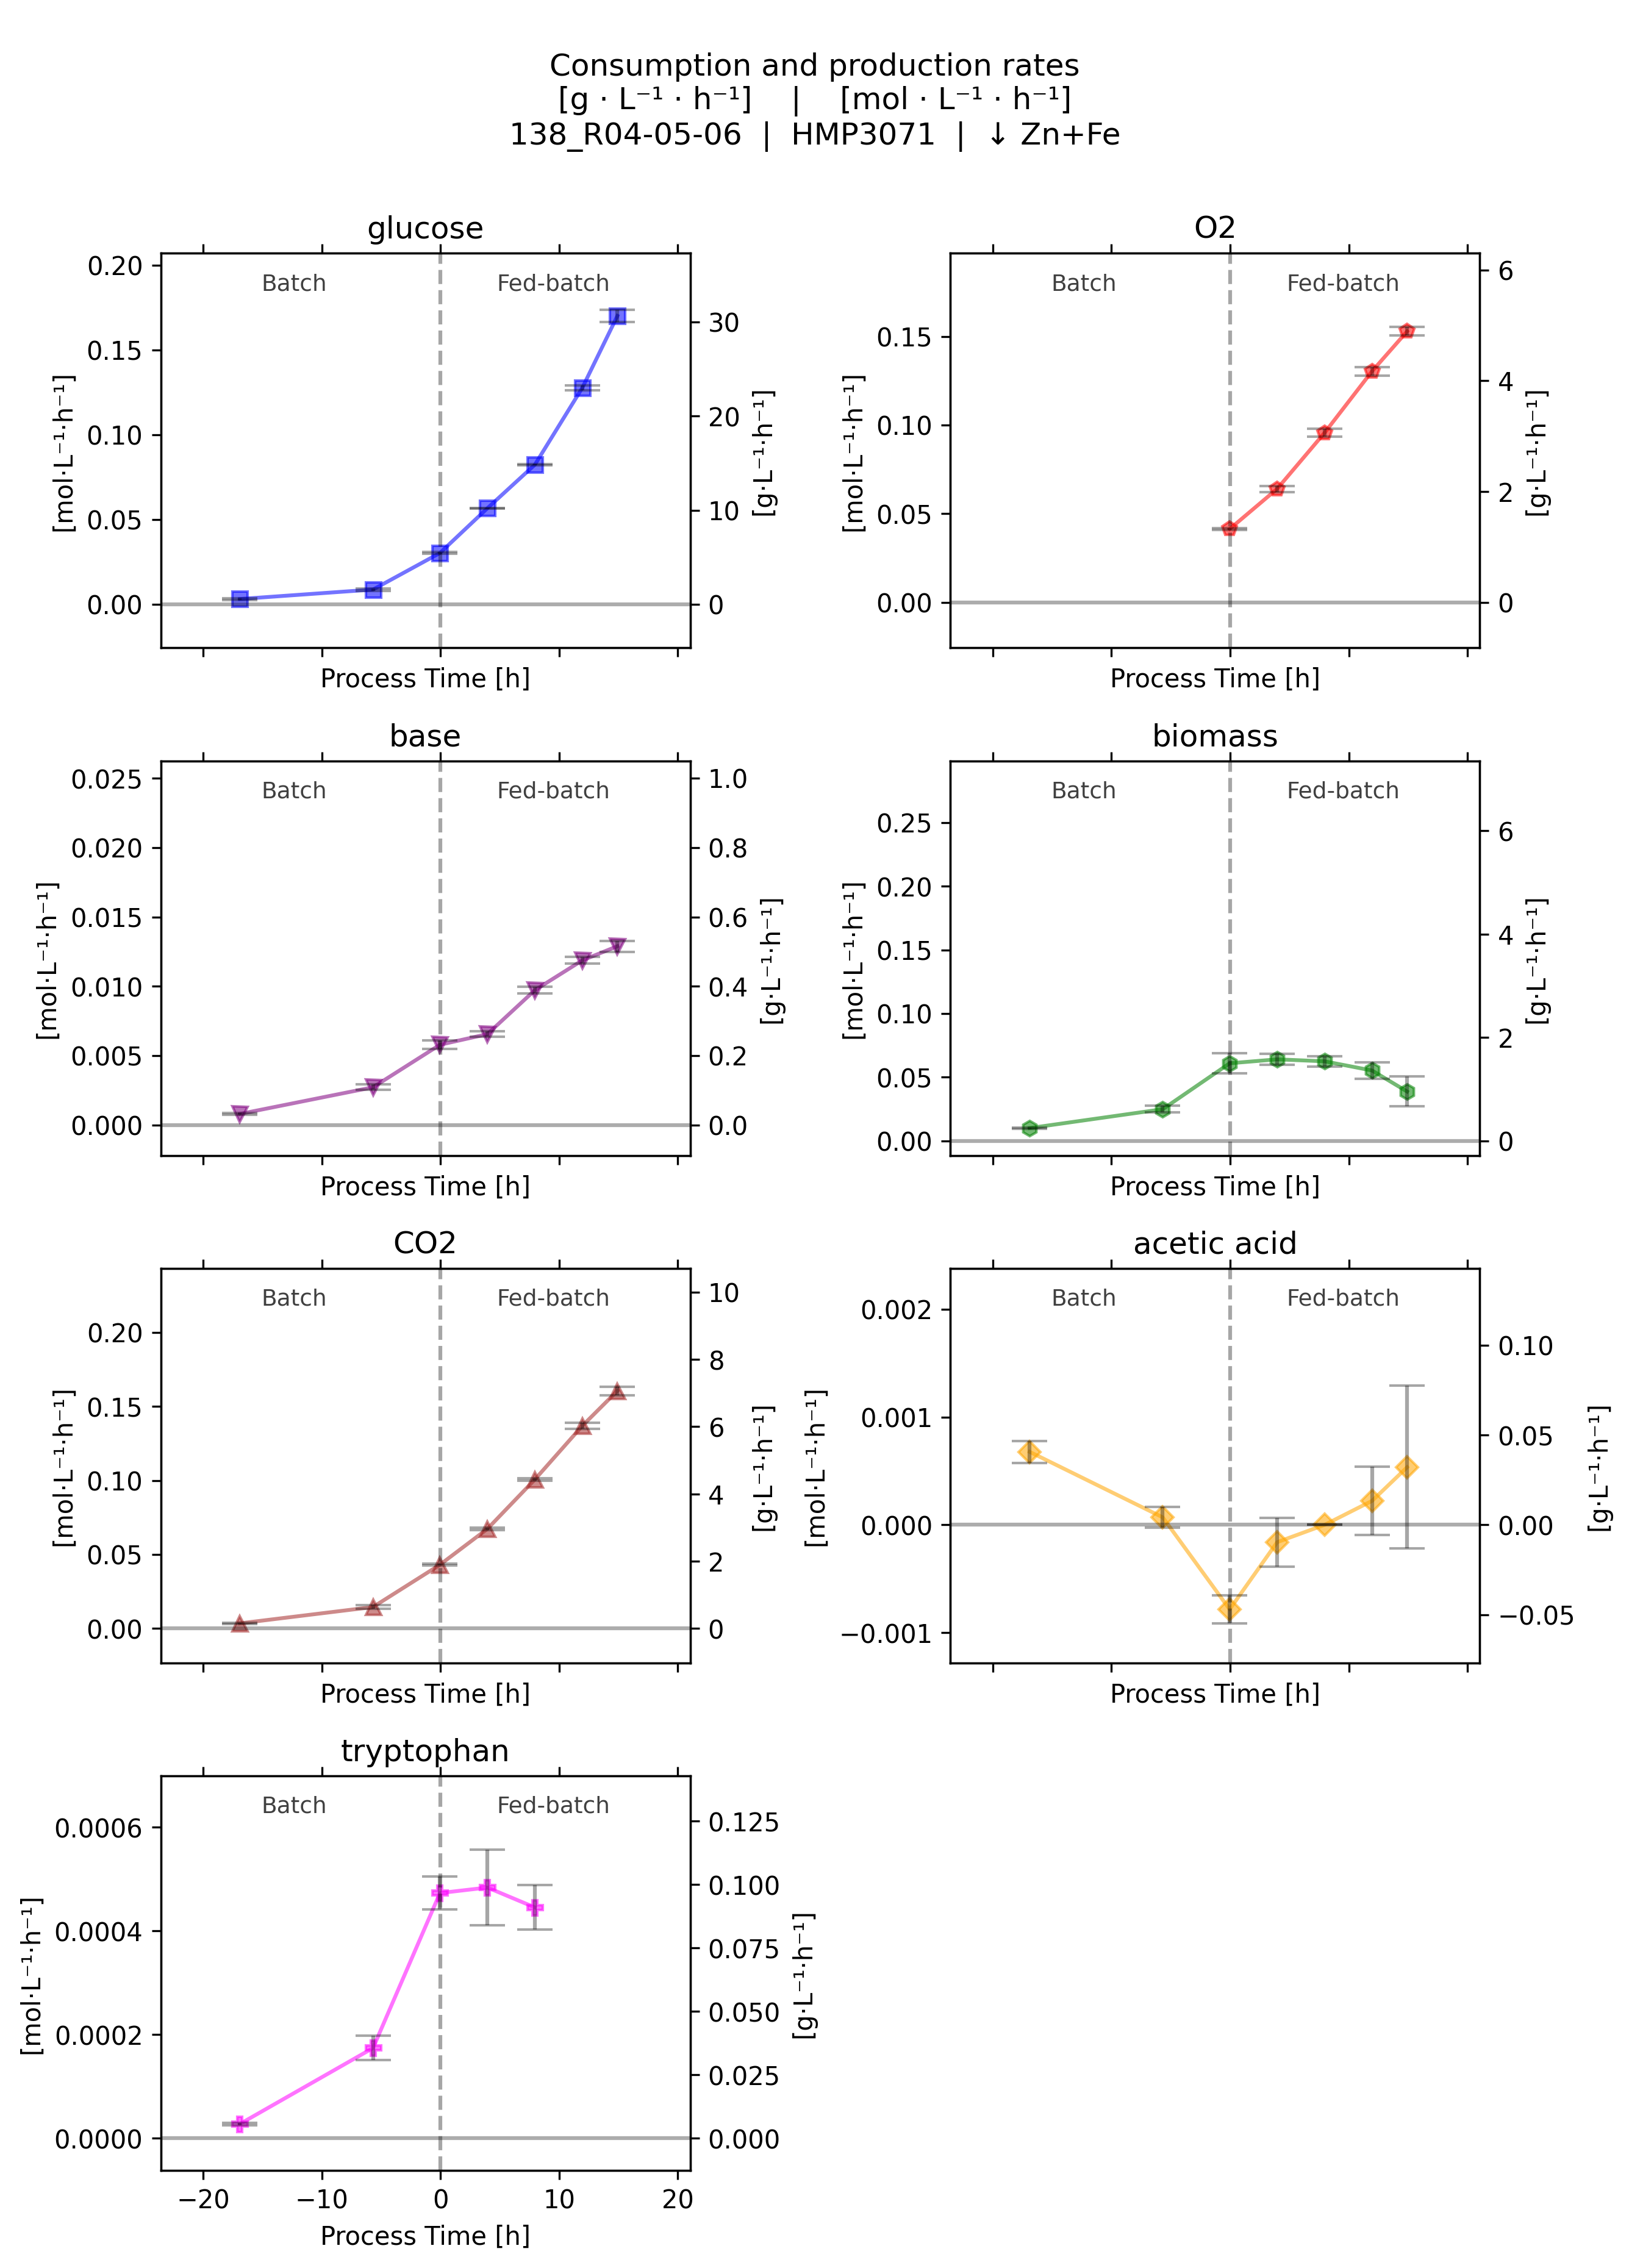 Consumption and production rates
[g · L⁻¹ · h⁻¹] | [mol · L⁻¹ · h⁻¹]
138_R04-05-06 | HMP3071 | ↓ Zn+Fe
glucose
Batch
Fed-batch
0.20
0.15
0.10
0.05
0.00
[mol·L⁻¹·h⁻¹]
30
20
10
0
[g·L⁻¹·h⁻¹]
Process Time [h]
O2
Batch
Fed-batch
0.15
0.10
0.05
0.00
[mol·L⁻¹·h⁻¹]
6
4
2
0
[g·L⁻¹·h⁻¹]
Process Time [h]
base
Batch
Fed-batch
0.025
0.020
0.015
0.010
0.005
0.000
[mol·L⁻¹·h⁻¹]
1.0
0.8
0.6
0.4
0.2
0.0
[g·L⁻¹·h⁻¹]
Process Time [h]
biomass
Batch
Fed-batch
0.25
0.20
0.15
0.10
0.05
0.00
[mol·L⁻¹·h⁻¹]
6
4
2
0
[g·L⁻¹·h⁻¹]
Process Time [h]
CO2
Batch
Fed-batch
0.20
0.15
0.10
0.05
0.00
[mol·L⁻¹·h⁻¹]
10
8
6
4
2
0
[g·L⁻¹·h⁻¹]
Process Time [h]
acetic acid
Batch
Fed-batch
0.002
0.001
0.000
−0.001
[mol·L⁻¹·h⁻¹]
0.10
0.05
0.00
−0.05
[g·L⁻¹·h⁻¹]
Process Time [h]
tryptophan
Batch
Fed-batch
0.0006
0.0004
0.0002
0.0000
[mol·L⁻¹·h⁻¹]
0.125
0.100
0.075
0.050
0.025
0.000
[g·L⁻¹·h⁻¹]
−20 −10 0 10 20
Process Time [h]